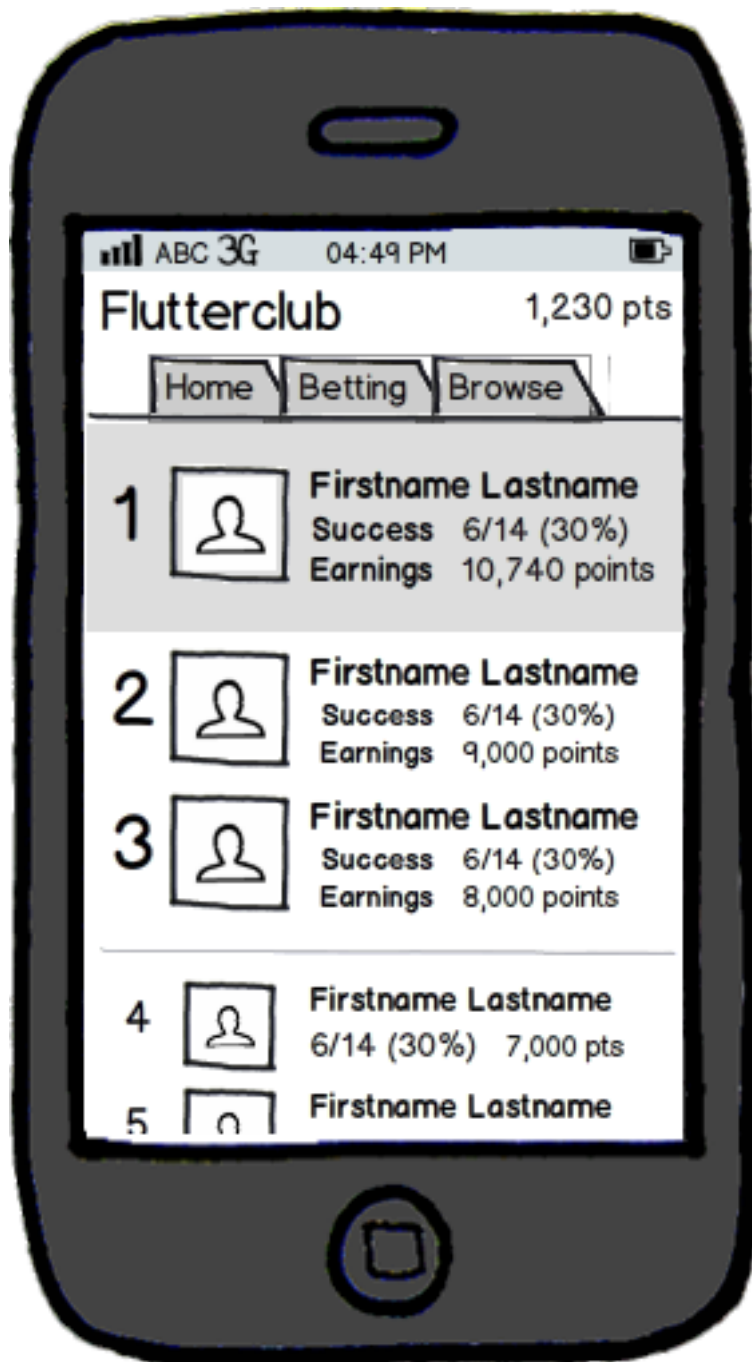 ABC 3G 04:49 PM
Flutterclub 1,230 pts
Home Betting Browse
1 Firstname Lastname
Success 6/14 (30%)
Earnings 10,740 points
2 Firstname Lastname
Success 6/14 (30%)
Earnings 9,000 points
3 Firstname Lastname
Success 6/14 (30%)
Earnings 8,000 points
4 Firstname Lastname
6/14 (30%) 7,000 pts
5 Firstname Lastname